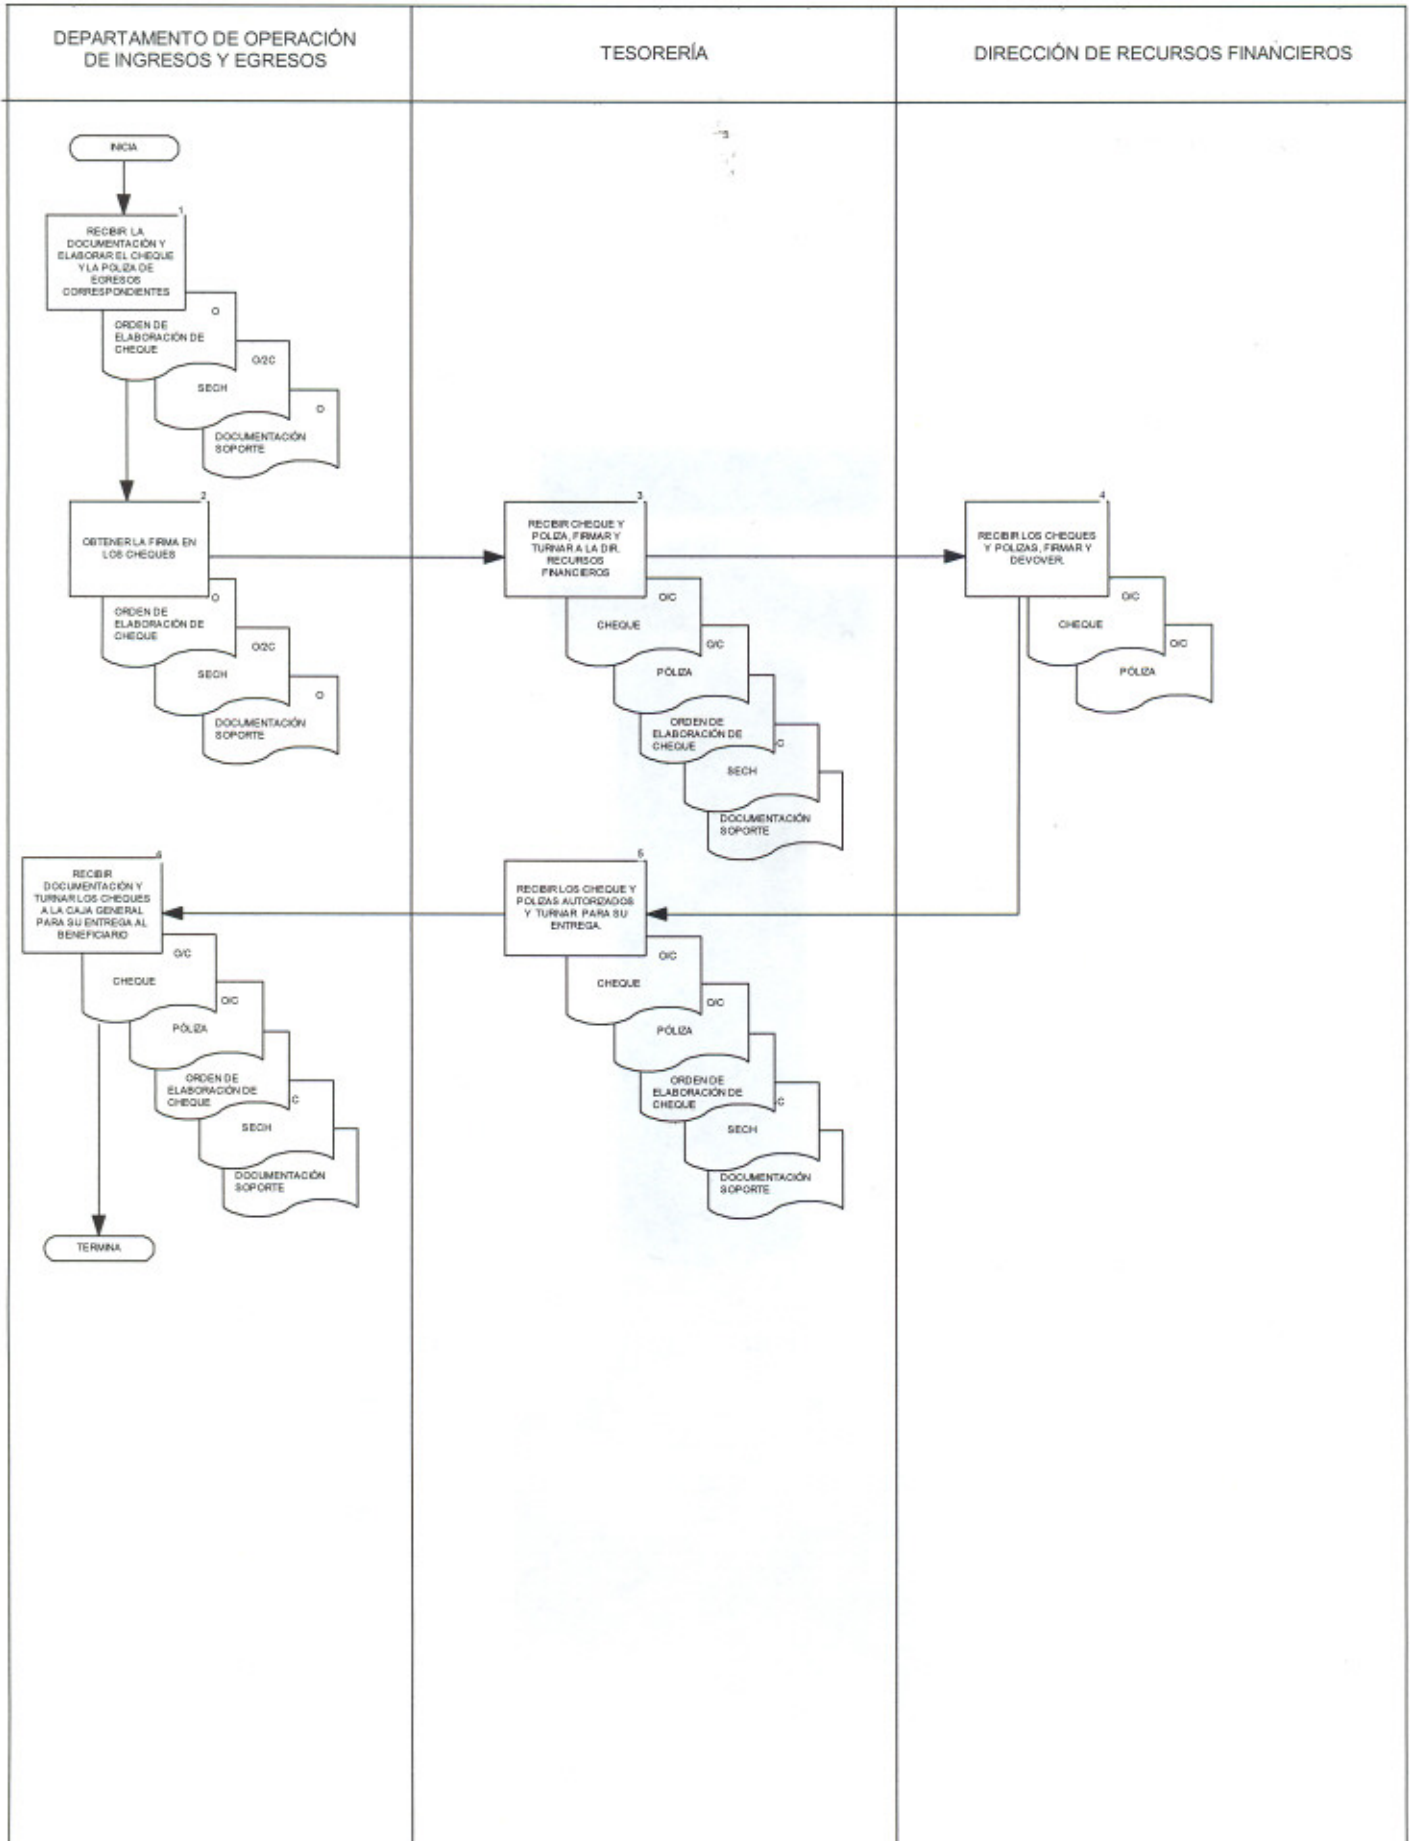 DEPARTAMENTO DE OPERACIÓN
DE INGRESOS Y EGRESOS
TESORERÍA
DIRECCIÓN DE RECURSOS FINANCIEROS
INICIA
1
RECIBIR LA
DOCUMENTACIÓN Y
ELABORAR EL CHEQUE
Y LA POLIZA DE
EGRESOS
CORRESPONDIENTES
O
ORDEN DE
ELABORACIÓN DE
CHEQUE
O/2C
SECH
O
DOCUMENTACIÓN
SOPORTE
2
OBTENER LA FIRMA EN
LOS CHEQUES
O
ORDEN DE
ELABORACIÓN DE
CHEQUE
O/2C
SECH
O
DOCUMENTACIÓN
SOPORTE
3
RECIBIR CHEQUE Y
POLIZA, FIRMAR Y
TURNAR A LA DIR.
RECURSOS
FINANCIEROS
O/C
CHEQUE
O/C
PÓLIZA
ORDEN DE
ELABORACIÓN DE
CHEQUE
C
SECH
DOCUMENTACIÓN
SOPORTE
4
RECIBIR LOS CHEQUES
Y POLIZAS, FIRMAR Y
DEVOVER.
O/C
CHEQUE
O/C
PÓLIZA
5
RECIBIR LOS CHEQUE Y
POLIZAS AUTORIZADOS
Y TURNAR PARA SU
ENTREGA.
O/C
CHEQUE
O/C
PÓLIZA
ORDEN DE
ELABORACIÓN DE
CHEQUE
C
SECH
DOCUMENTACIÓN
SOPORTE
6
RECIBIR
DOCUMENTACIÓN Y
TURNAR LOS CHEQUES
A LA CAJA GENERAL
PARA SU ENTREGA AL
BENEFICIARIO
O/C
CHEQUE
O/C
PÓLIZA
ORDEN DE
ELABORACIÓN DE
CHEQUE
C
SECH
DOCUMENTACIÓN
SOPORTE
TERMINA